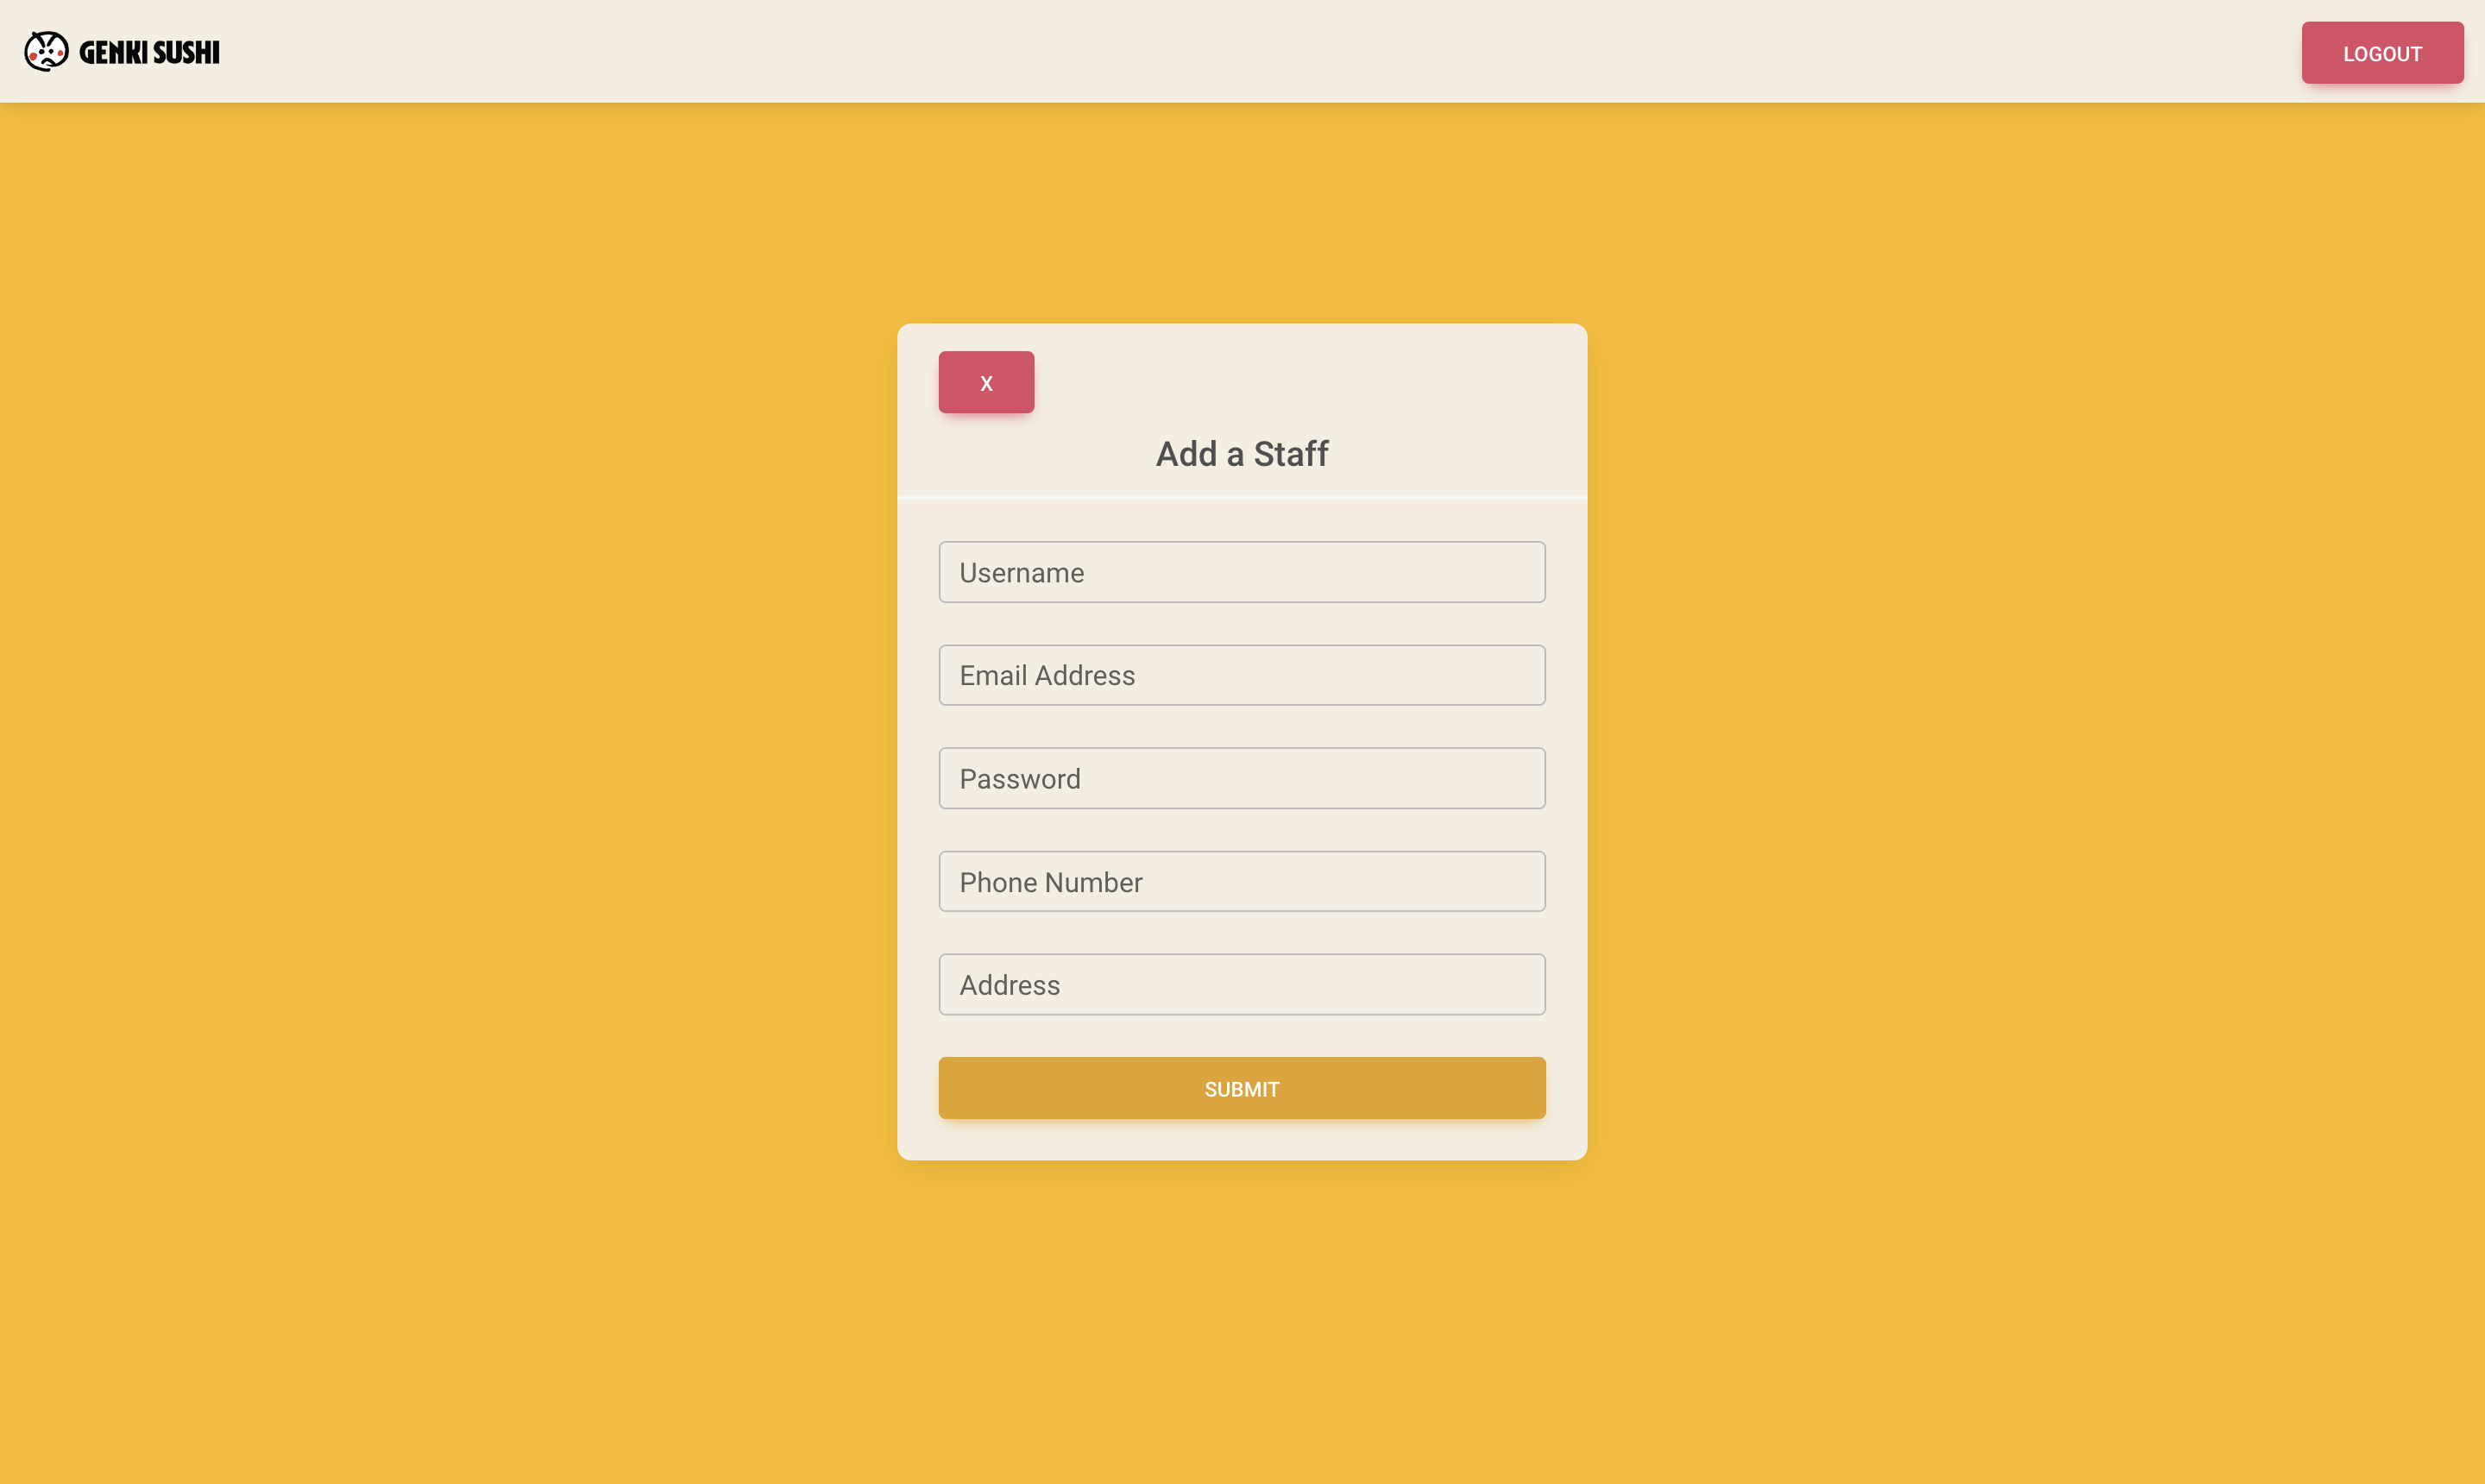 GENKI SUSHI
LOGOUT
X
Add a Staff
Username
Email Address
Password
Phone Number
Address
SUBMIT